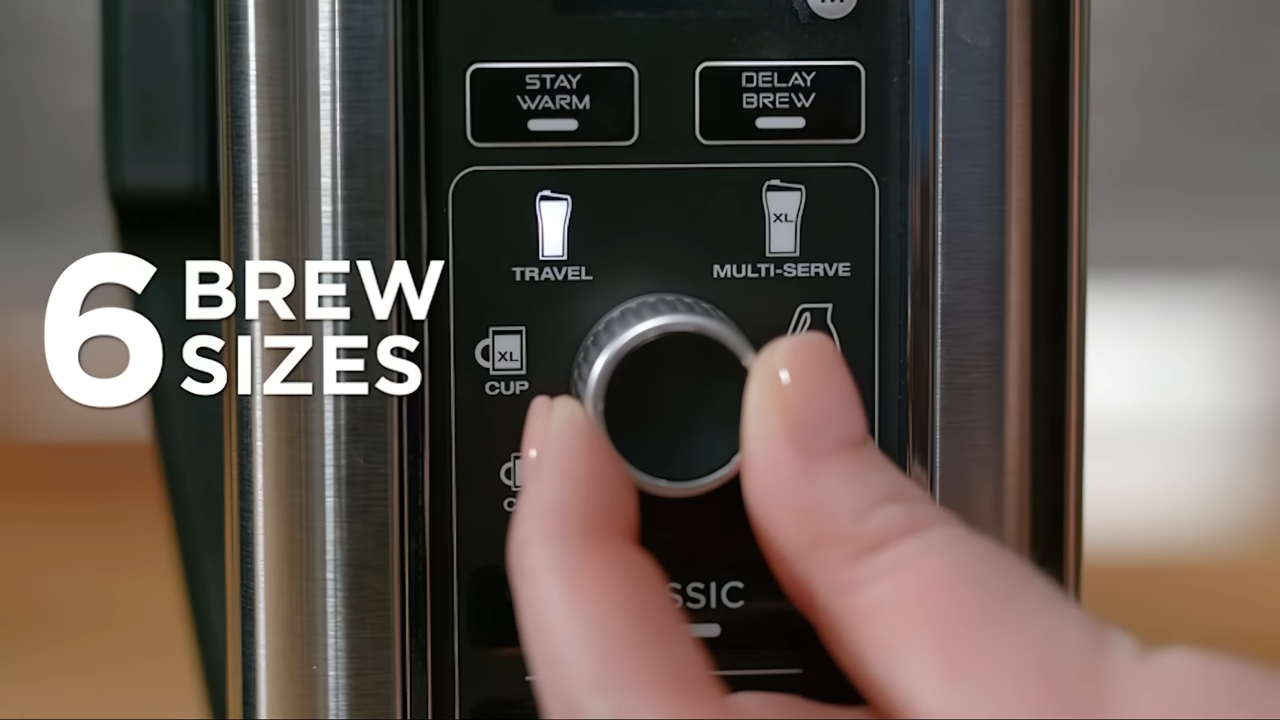 STAY
WARM
DELAY
BREW
TRAVEL
XL
MULTI-SERVE
6 BREW
SIZES
XL
CUP